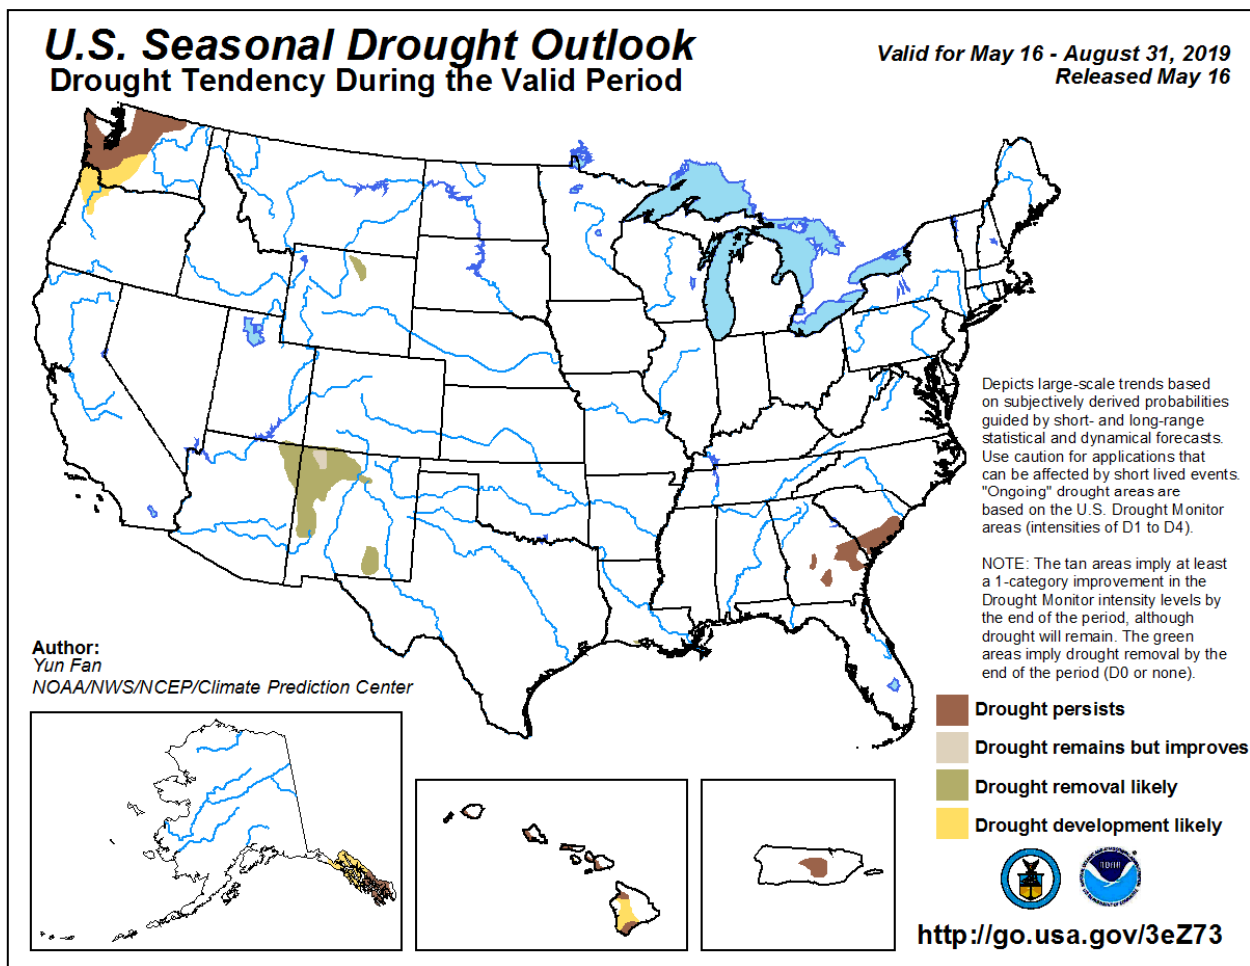 U.S. Seasonal Drought Outlook
Drought Tendency During the Valid Period
Valid for May 16 - August 31, 2019
Released May 16
Depicts large-scale trends based
on subjectively derived probabilities
guided by short- and long-range
statistical and dynamical forecasts.
Use caution for applications that
can be affected by short lived events.
"Ongoing" drought areas are
based on the U.S. Drought Monitor
areas (intensities of D1 to D4).
NOTE: The tan areas imply at least
a 1-category improvement in the
Drought Monitor intensity levels by
the end of the period, although
drought will remain. The green
areas imply drought removal by the
end of the period (D0 or none).
Author:
Yun Fan
NOAA/NWS/NCEP/Climate Prediction Center
Drought persists
Drought remains but improves
Drought removal likely
Drought development likely
http://go.usa.gov/3eZ73